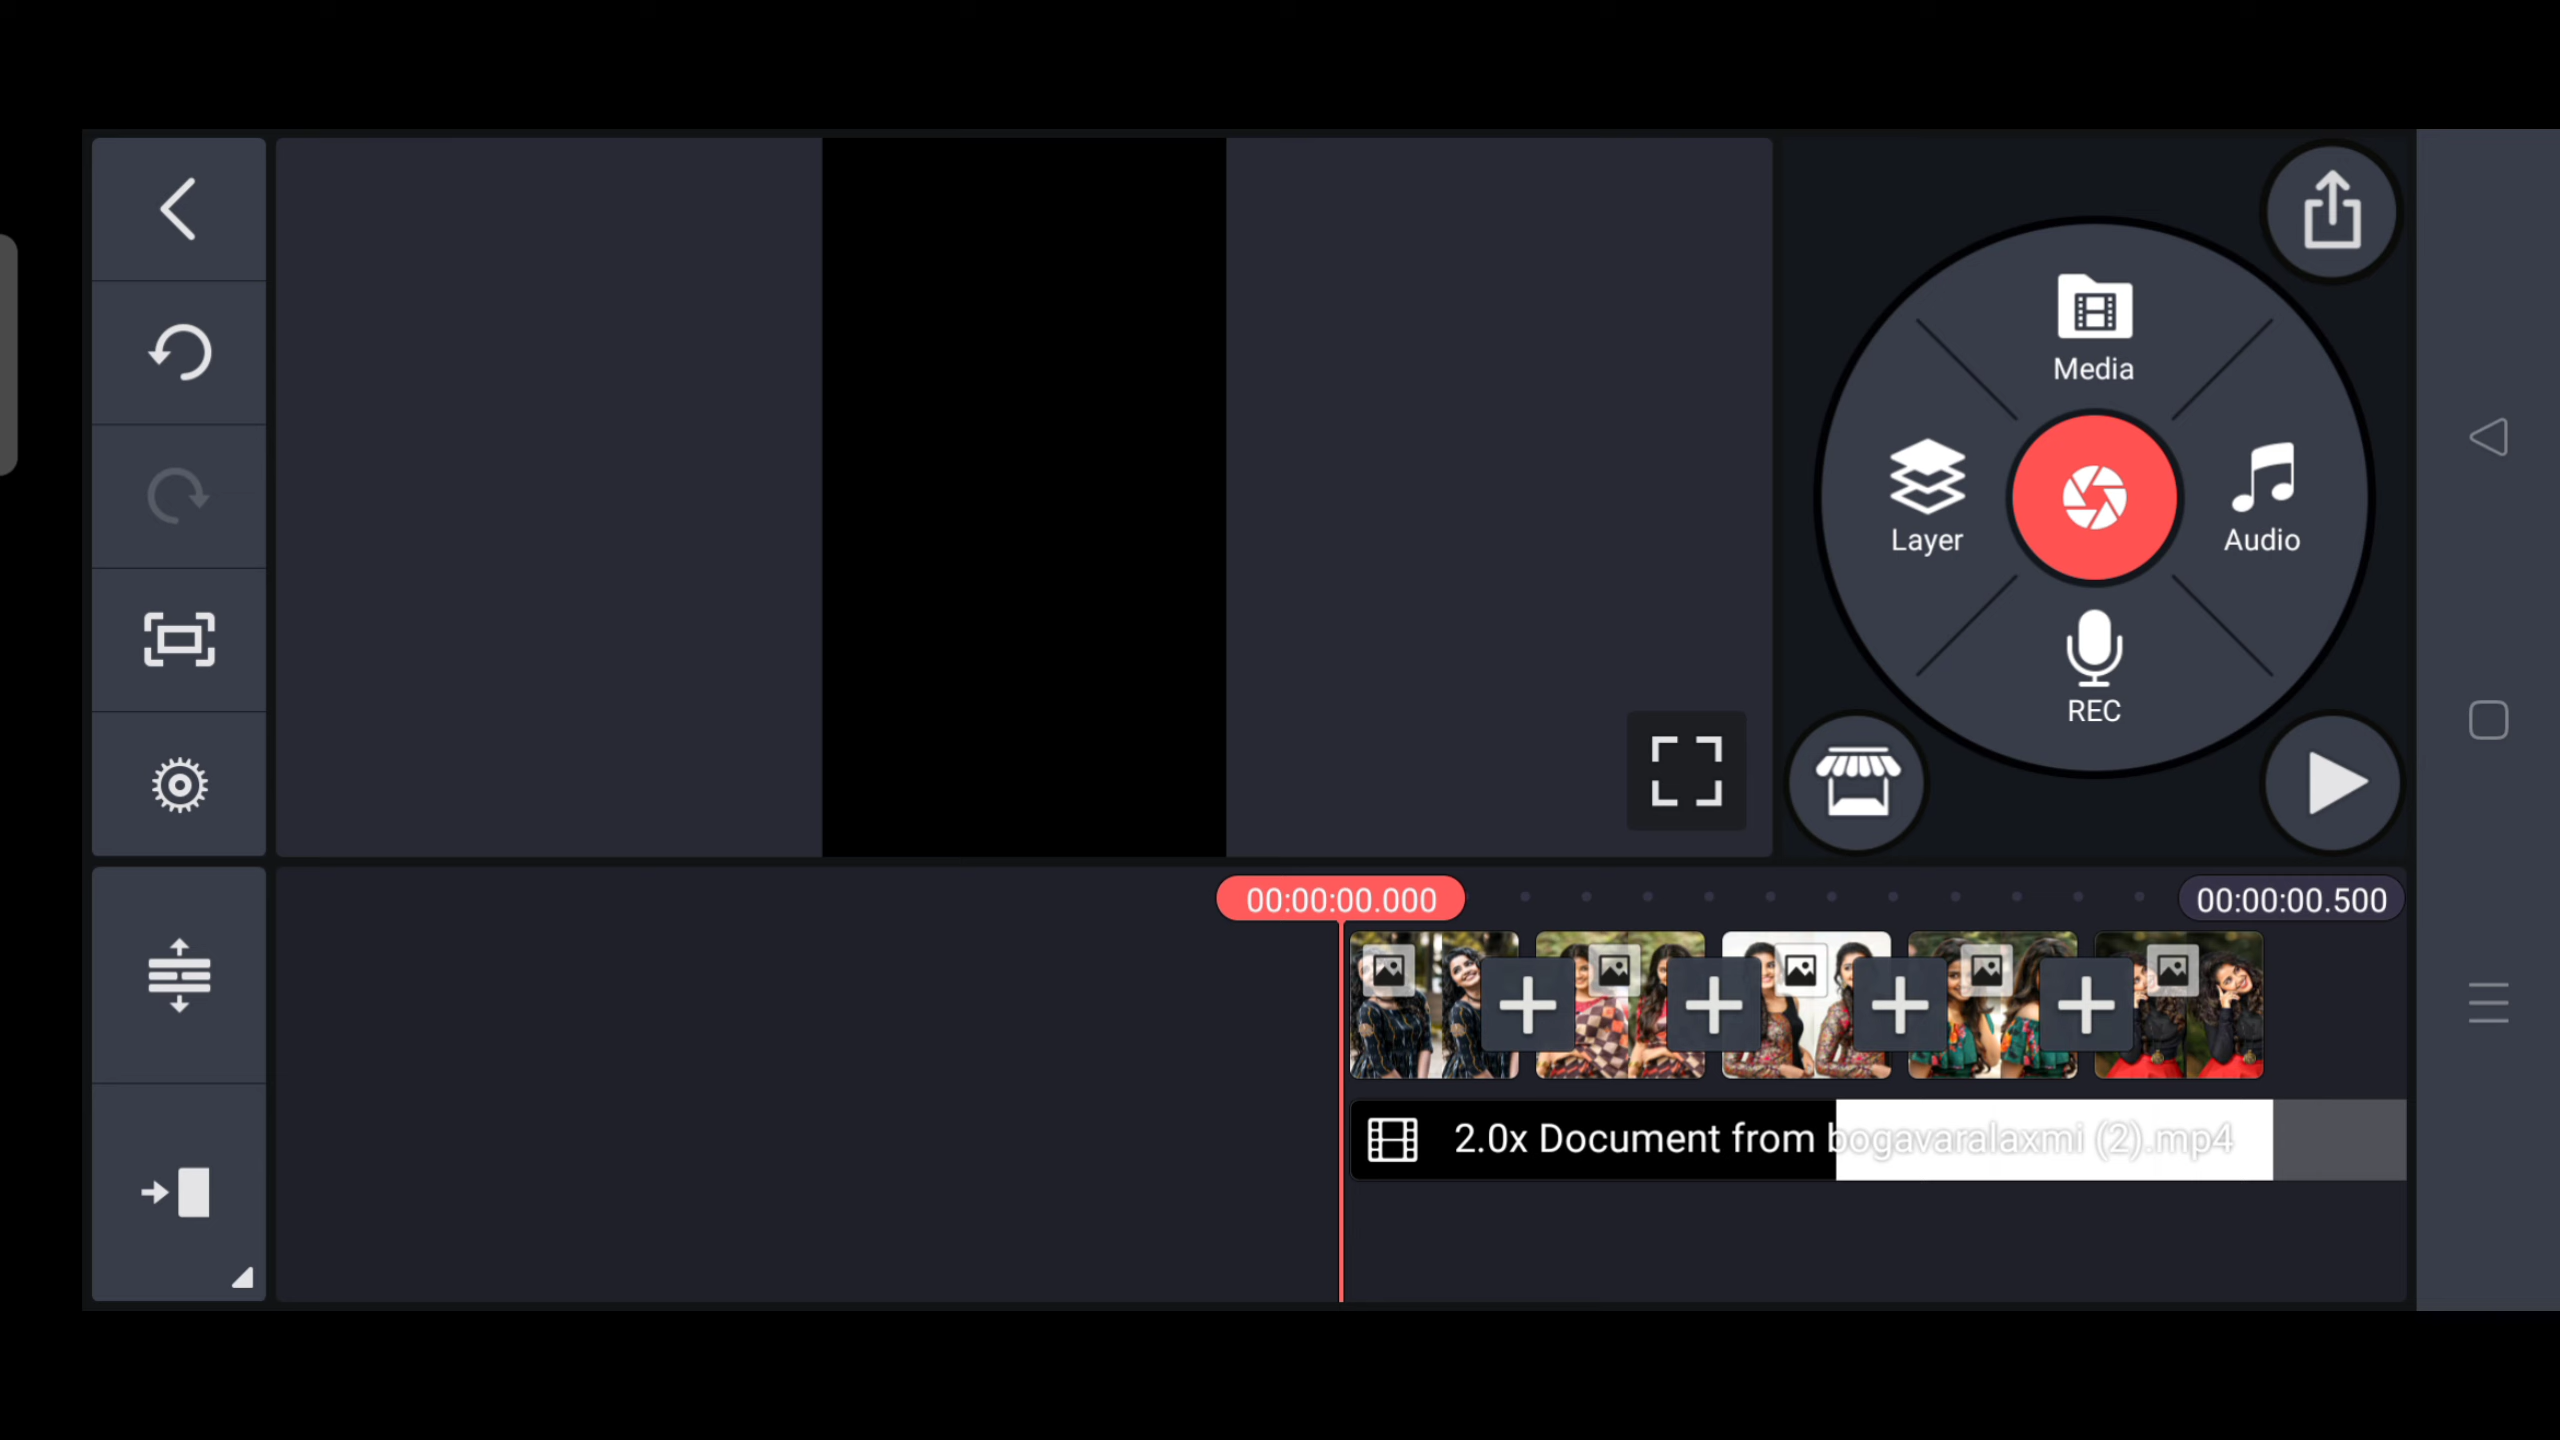 Media
Layer
Audio
REC
00:00:00.000
00:00:00.500
2.0x Document from bogavaralaxmi (2).mp4